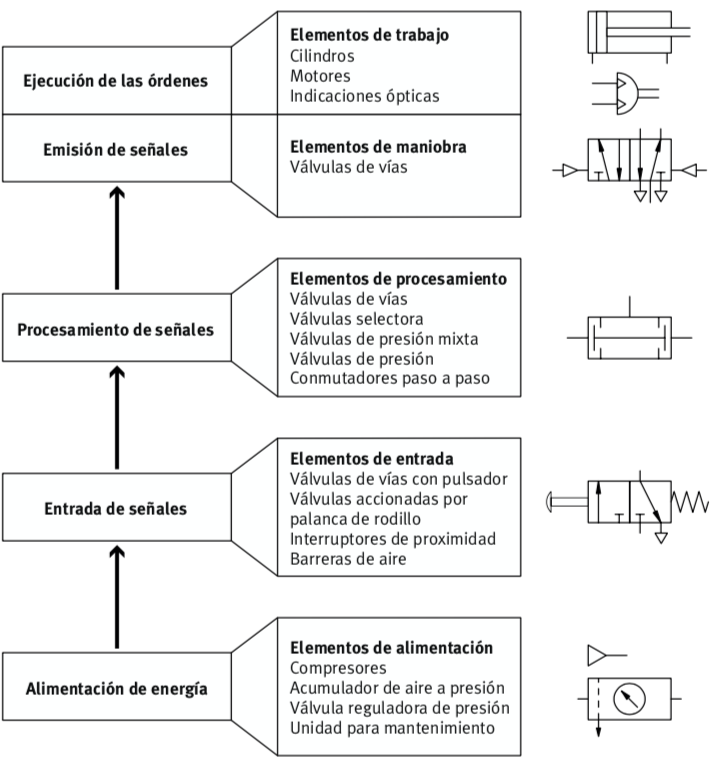 Ejecución de las órdenes
Elementos de trabajo
Cilindros
Motores
Indicaciones ópticas
Emisión de señales
Elementos de maniobra
Válvulas de vías
Procesamiento de señales
Elementos de procesamiento
Válvulas de vías
Válvulas selectora
Válvulas de presión mixta
Válvulas de presión
Conmutadores paso a paso
Entrada de señales
Elementos de entrada
Válvulas de vías con pulsador
Válvulas accionadas por
palanca de rodillo
Interruptores de proximidad
Barreras de aire
Alimentación de energía
Elementos de alimentación
Compresores
Acumulador de aire a presión
Válvula reguladora de presión
Unidad para mantenimiento